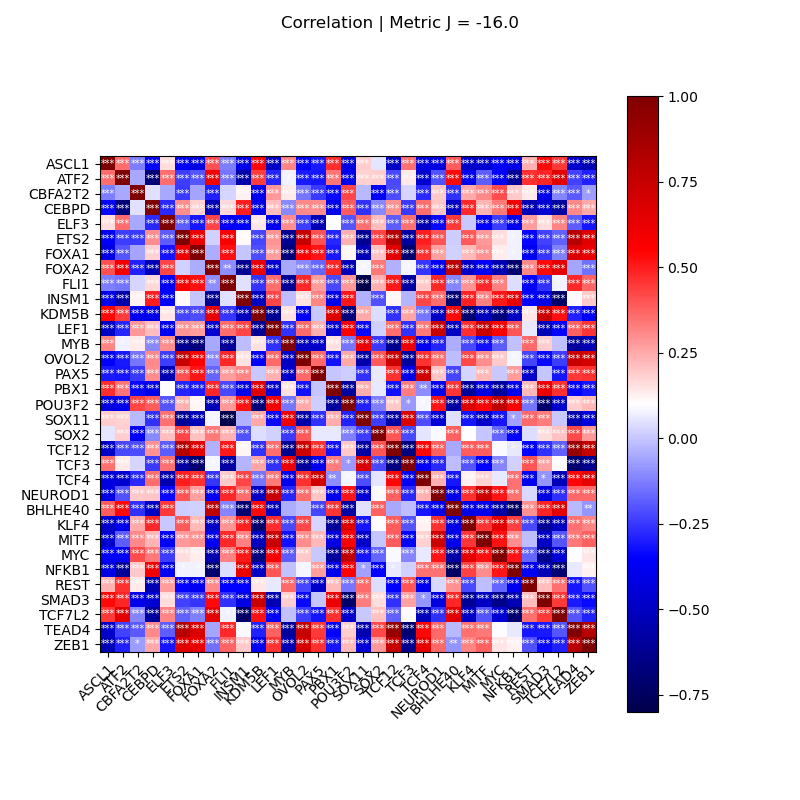 Correlation | Metric J = -16.0
ASCL1
ATF2
CBFA2T2
CEBPD
ELF3
ETS2
FOXA1
FOXA2
FLI1
INSM1
KDM5B
LEF1
MYB
OVOL2
PAX5
PBX1
POU3F2
SOX11
SOX2
TCF12
TCF3
TCF4
NEUROD1
BHLHE40
KLF4
MITF
MYC
NFKB1
REST
SMAD3
TCF7L2
TEAD4
ZEB1
ASCL1
ATF2
CBFA2T2
CEBPD
ELF3
ETS2
FOXA1
FOXA2
FLI1
INSM1
KDM5B
LEF1
MYB
OVOL2
PAX5
PBX1
POU3F2
SOX11
SOX2
TCF12
TCF3
TCF4
NEUROD1
BHLHE40
KLF4
MITF
MYC
NFKB1
REST
SMAD3
TCF7L2
TEAD4
ZEB1
1.00
0.75
0.50
0.25
0.00
−0.25
−0.50
−0.75